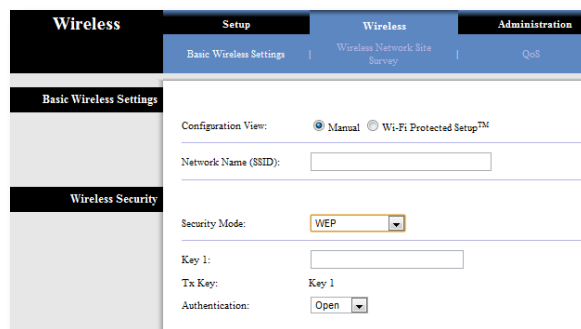 Wireless
Setup
Wireless
Administration
Basic Wireless Settings | Wireless Network Site Survey | QoS
Basic Wireless Settings
Configuration View: Manual Wi-Fi Protected Setup™
Network Name (SSID):
Wireless Security
Security Mode: WEP
Key 1:
Tx Key: Key 1
Authentication: Open